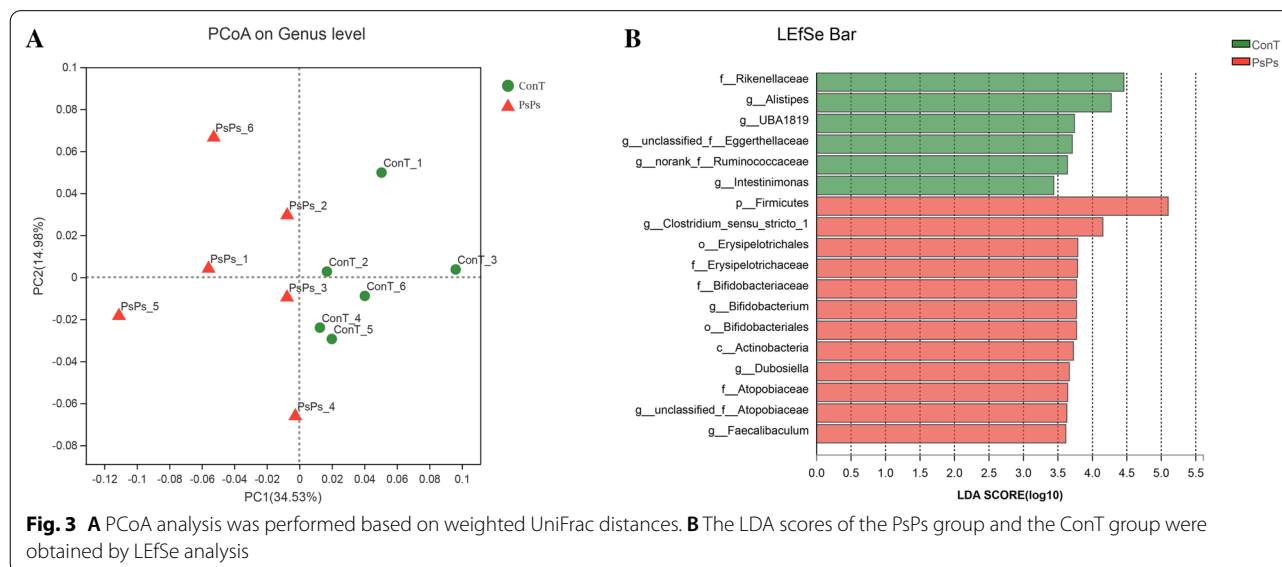 A
PCoA on Genus level
ConT
PsPs
0.1
0.08
0.06
0.04
0.02
0
-0.02
-0.04
-0.06
-0.08
PC2(14.98%)
PsPs_6
ConT_1
PsPs_2
PsPs_1
ConT_2
ConT_3
PsPs_3
ConT_6
PsPs_5
ConT_4
ConT_5
PsPs_4
-0.12 -0.1 -0.08 -0.06 -0.04 -0.02 0 0.02 0.04 0.06 0.08 0.1
PC1(34.53%)
B
LEfSe Bar
ConT
PsPs
f__Rikenellaceae
g__Alistipes
g__UBA1819
g__unclassified_f__Eggerthellaceae
g__norank_f__Ruminococcaceae
g__Intestinimonas
p__Firmicutes
g__Clostridium_sensu_stricto_1
o__Erysipelotrichales
f__Erysipelotrichaceae
f__Bifidobacteriaceae
g__Bifidobacterium
o__Bifidobacteriales
c__Actinobacteria
g__Dubosiella
f__Atopobiaceae
g__unclassified_f__Atopobiaceae
g__Faecalibaculum
0.0 0.5 1.0 1.5 2.0 2.5 3.0 3.5 4.0 4.5 5.0 5.5
LDA SCORE(log10)
Fig. 3 A PCoA analysis was performed based on weighted UniFrac distances. B The LDA scores of the PsPs group and the ConT group were
obtained by LEfSe analysis